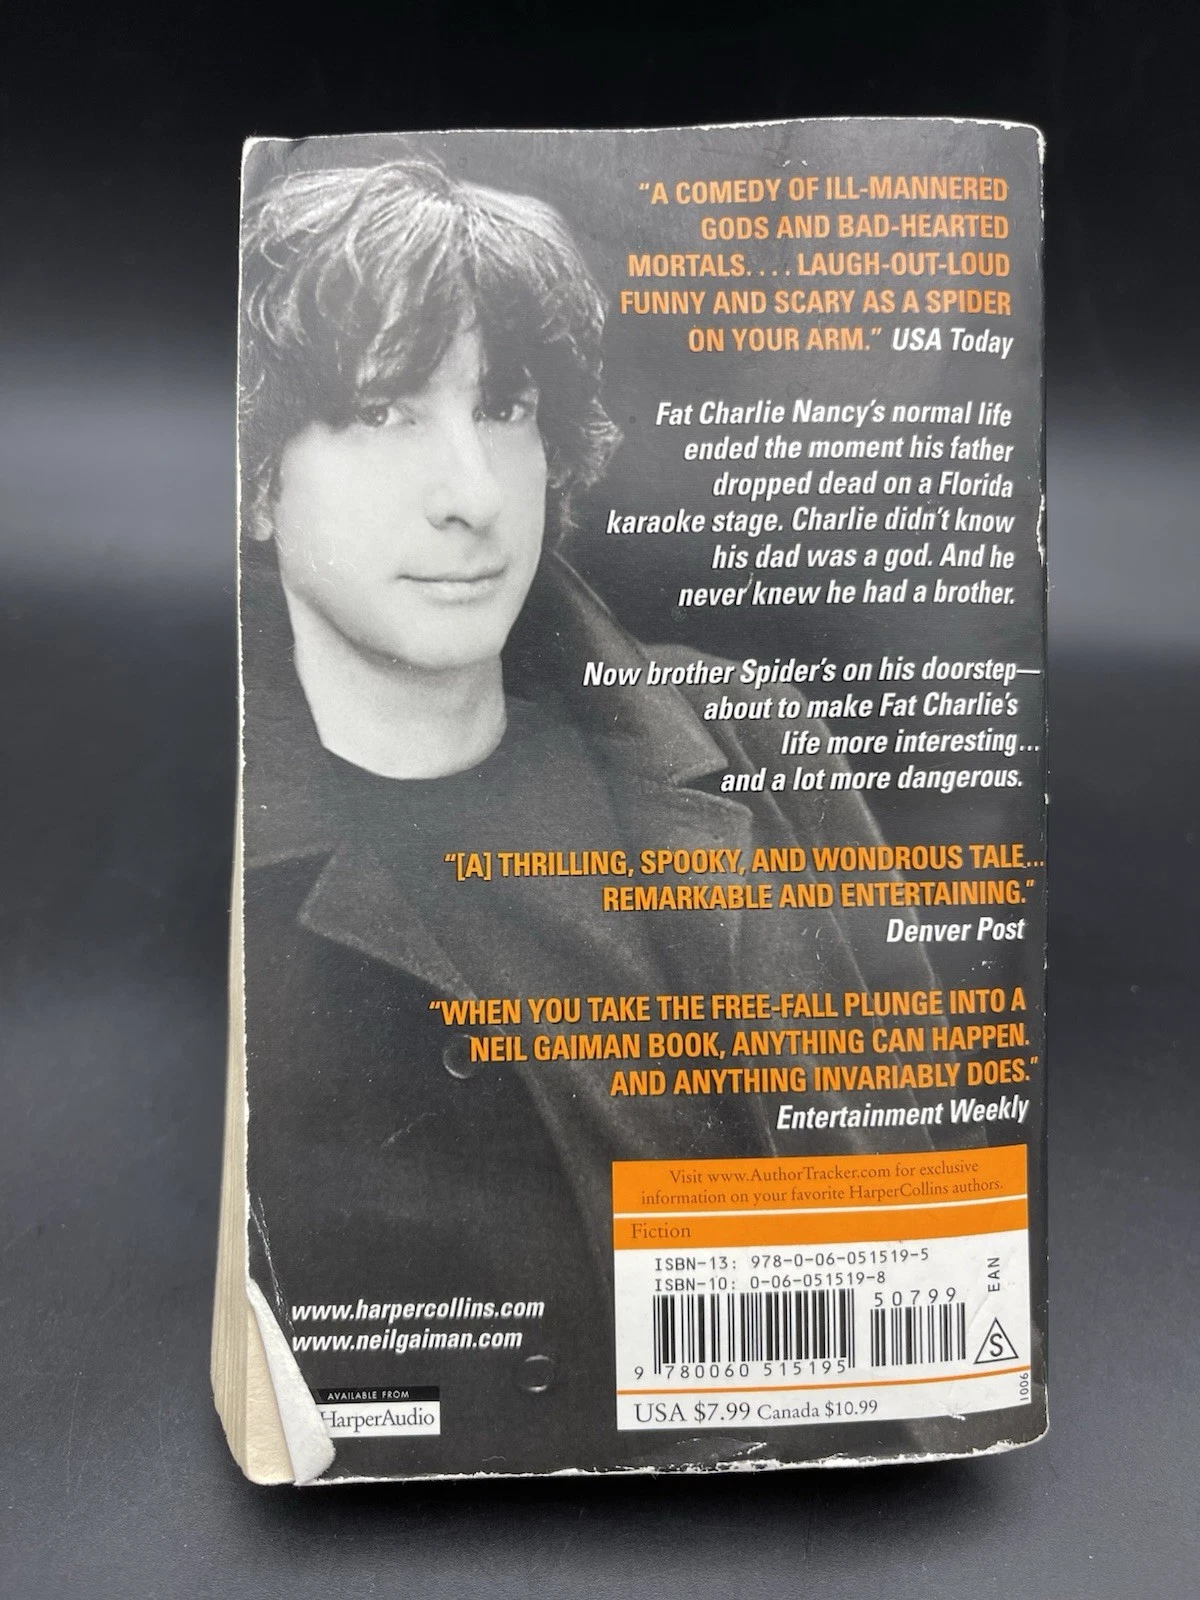 “A COMEDY OF ILL-MANNERED
GODS AND BAD-HEARTED
MORTALS. . . . LAUGH-OUT-LOUD
FUNNY AND SCARY AS A SPIDER
ON YOUR ARM.” USA Today
Fat Charlie Nancy’s normal life
ended the moment his father
dropped dead on a Florida
karaoke stage. Charlie didn’t know
his dad was a god. And he
never knew he had a brother.
Now brother Spider’s on his doorstep—
about to make Fat Charlie’s
life more interesting...
and a lot more dangerous.
“[A] THRILLING, SPOOKY, AND WONDROUS TALE...
REMARKABLE AND ENTERTAINING.”
Denver Post
“WHEN YOU TAKE THE FREE-FALL PLUNGE INTO A
NEIL GAIMAN BOOK, ANYTHING CAN HAPPEN.
AND ANYTHING INVARIABLY DOES.”
Entertainment Weekly
Visit www.AuthorTracker.com for exclusive
information on your favorite HarperCollins authors.
Fiction
ISBN-13: 978-0-06-051519-5
ISBN-10: 0-06-051519-8
50799
EAN
S
9 780060 515195
1006
USA $7.99 Canada $10.99
www.harpercollins.com
www.neilgaiman.com
AVAILABLE FROM
HarperAudio